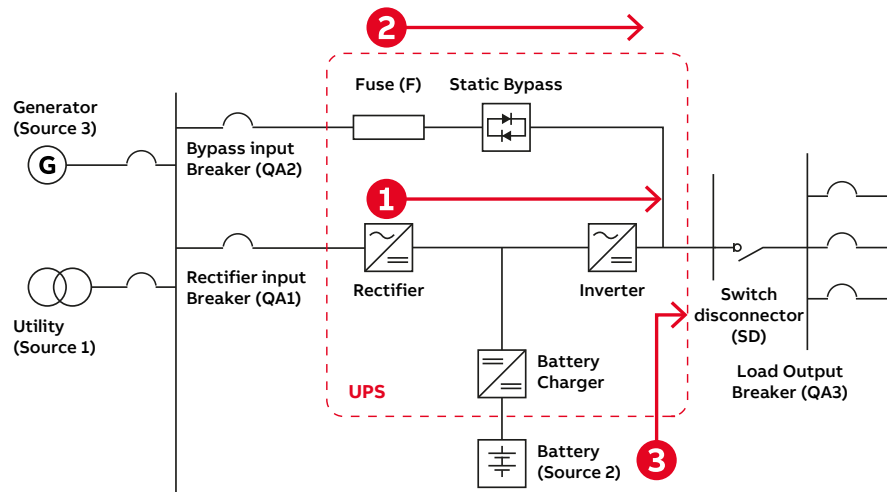 2
Fuse (F)
Static Bypass
Generator
(Source 3)
G
Bypass input
Breaker (QA2)
1
Rectifier input
Breaker (QA1)
Rectifier
Inverter
Utility
(Source 1)
Switch
disconnector
(SD)
Load Output
Breaker (QA3)
Battery
Charger
UPS
Battery
(Source 2)
3